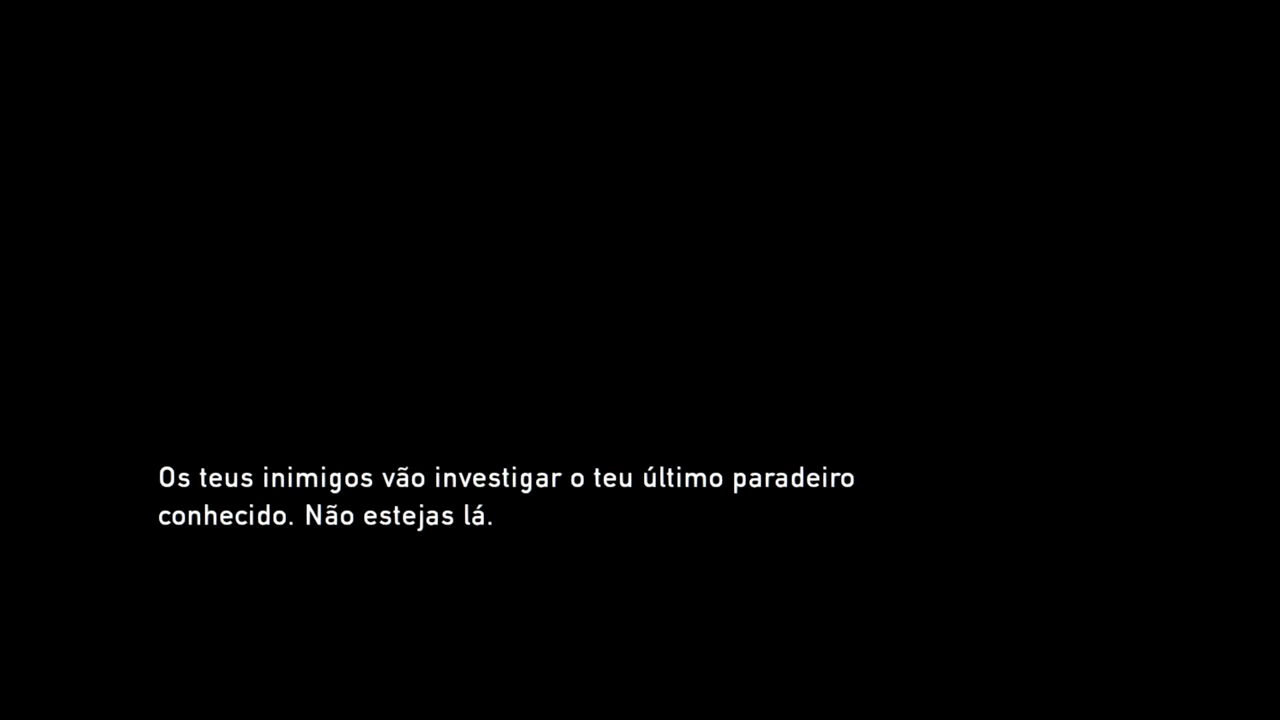 Os teus inimigos vão investigar o teu último paradeiro
conhecido. Não estejas lá.